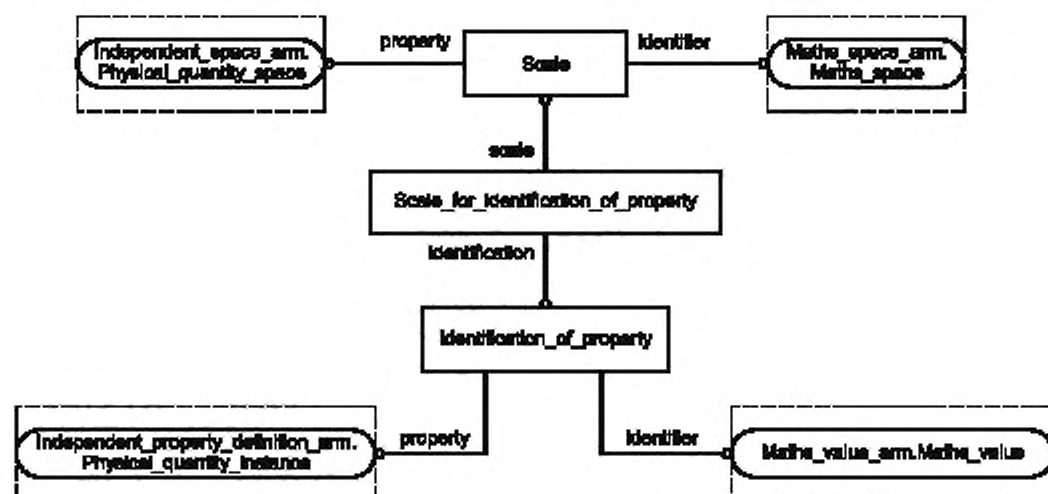 Independent_space_arm.
Physical_quantity_space
property
Scale
identifier
Maths_space_arm.
Maths_space
scale
Scale_for_identification_of_property
identification
Identification_of_property
Independent_property_definition_arm.
Physical_quantity_instance
property
identifier
Maths_value_arm.Maths_value